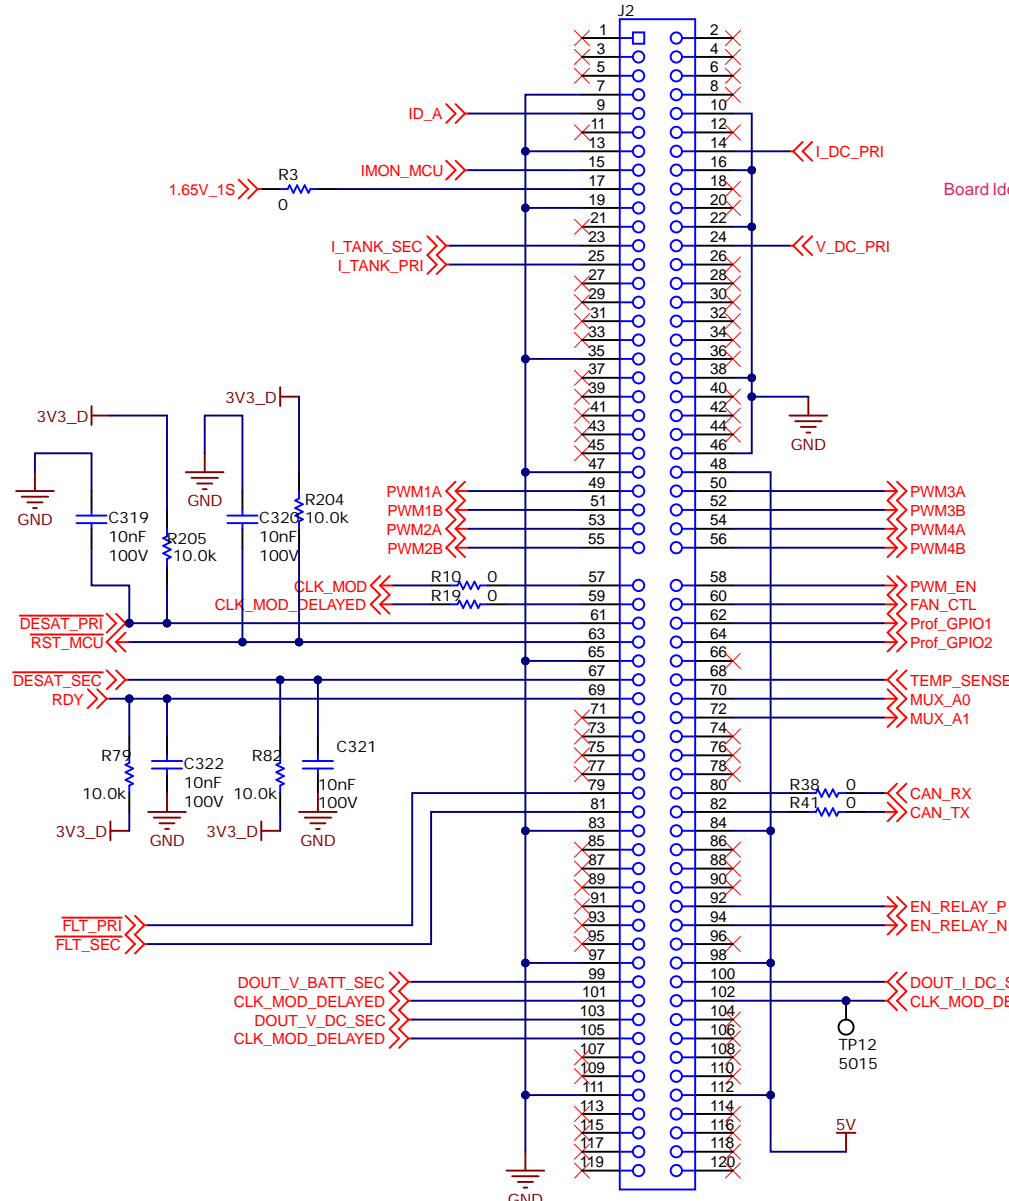 J2
1 2
3 4
5 6
7 8
ID_A 9 10
11 12
13 14 I_DC_PRI
IMON_MCU 15 16
1.65V_1S R3 0 17 18
Board Ide
19 20
21 22
I_TANK_SEC 23 24 V_DC_PRI
I_TANK_PRI 25 26
27 28
29 30
31 32
33 34
35 36
37 38
39 40
41 42
43 44
45 46
GND
47 48
3V3_D
3V3_D
GND
GND
C319
10nF
100V
R205
10.0k
C320
10nF
100V
R204
10.0k
PWM1A 49 50 PWM3A
PWM1B 51 52 PWM3B
PWM2A 53 54 PWM4A
PWM2B 55 56 PWM4B
CLK_MOD R10 0 57 58 PWM_EN
CLK_MOD_DELAYED R19 0 59 60 FAN_CTL
DESAT_PRI 61 62 Prof_GPIO1
RST_MCU 63 64 Prof_GPIO2
65 66
DESAT_SEC 67 68 TEMP_SENSE
RDY 69 70 MUX_A0
71 72 MUX_A1
73 74
75 76
77 78
R79
10.0k
3V3_D
C322
10nF
100V
GND
R82
10.0k
3V3_D
C321
10nF
100V
GND
79 80 R38 0 CAN_RX
81 82 R41 0 CAN_TX
83 84
85 86
87 88
89 90
91 92 EN_RELAY_P
FLT_PRI 93 94 EN_RELAY_N
FLT_SEC 95 96
97 98
DOUT_V_BATT_SEC 99 100 DOUT_I_DC_S
CLK_MOD_DELAYED 101 102 CLK_MOD_DE
DOUT_V_DC_SEC 103 104
CLK_MOD_DELAYED 105 106
TP12
5015
107 108
109 110
111 112
113 114
115 116
5V
117 118
119 120
GND